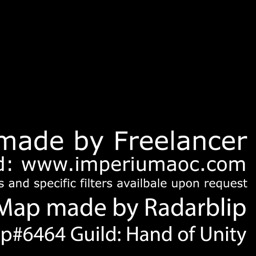 made by Freelancer
d: www.imperiumaoc.com
s and specific filters availbale upon request
Map made by Radarblip
p#6464 Guild: Hand of Unity